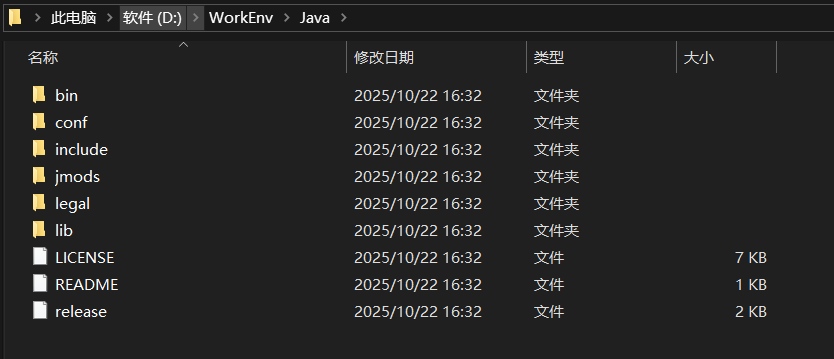 此电脑 > 软件 (D:) > WorkEnv > Java >
名称 修改日期 类型 大小
bin 2025/10/22 16:32 文件夹
conf 2025/10/22 16:32 文件夹
include 2025/10/22 16:32 文件夹
jmods 2025/10/22 16:32 文件夹
legal 2025/10/22 16:32 文件夹
lib 2025/10/22 16:32 文件夹
LICENSE 2025/10/22 16:32 文件 7 KB
README 2025/10/22 16:32 文件 1 KB
release 2025/10/22 16:32 文件 2 KB